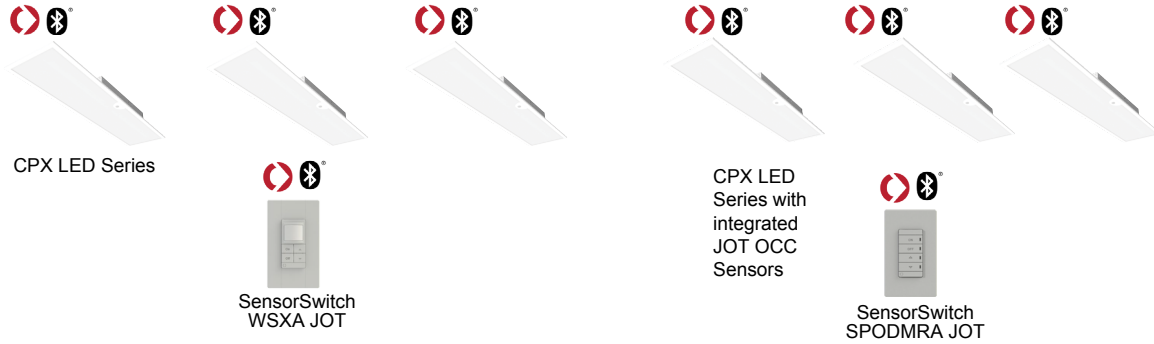 CPX LED Series
SensorSwitch
WSXA JOT
CPX LED
Series with
integrated
JOT OCC
Sensors
SensorSwitch
SPODMRA JOT